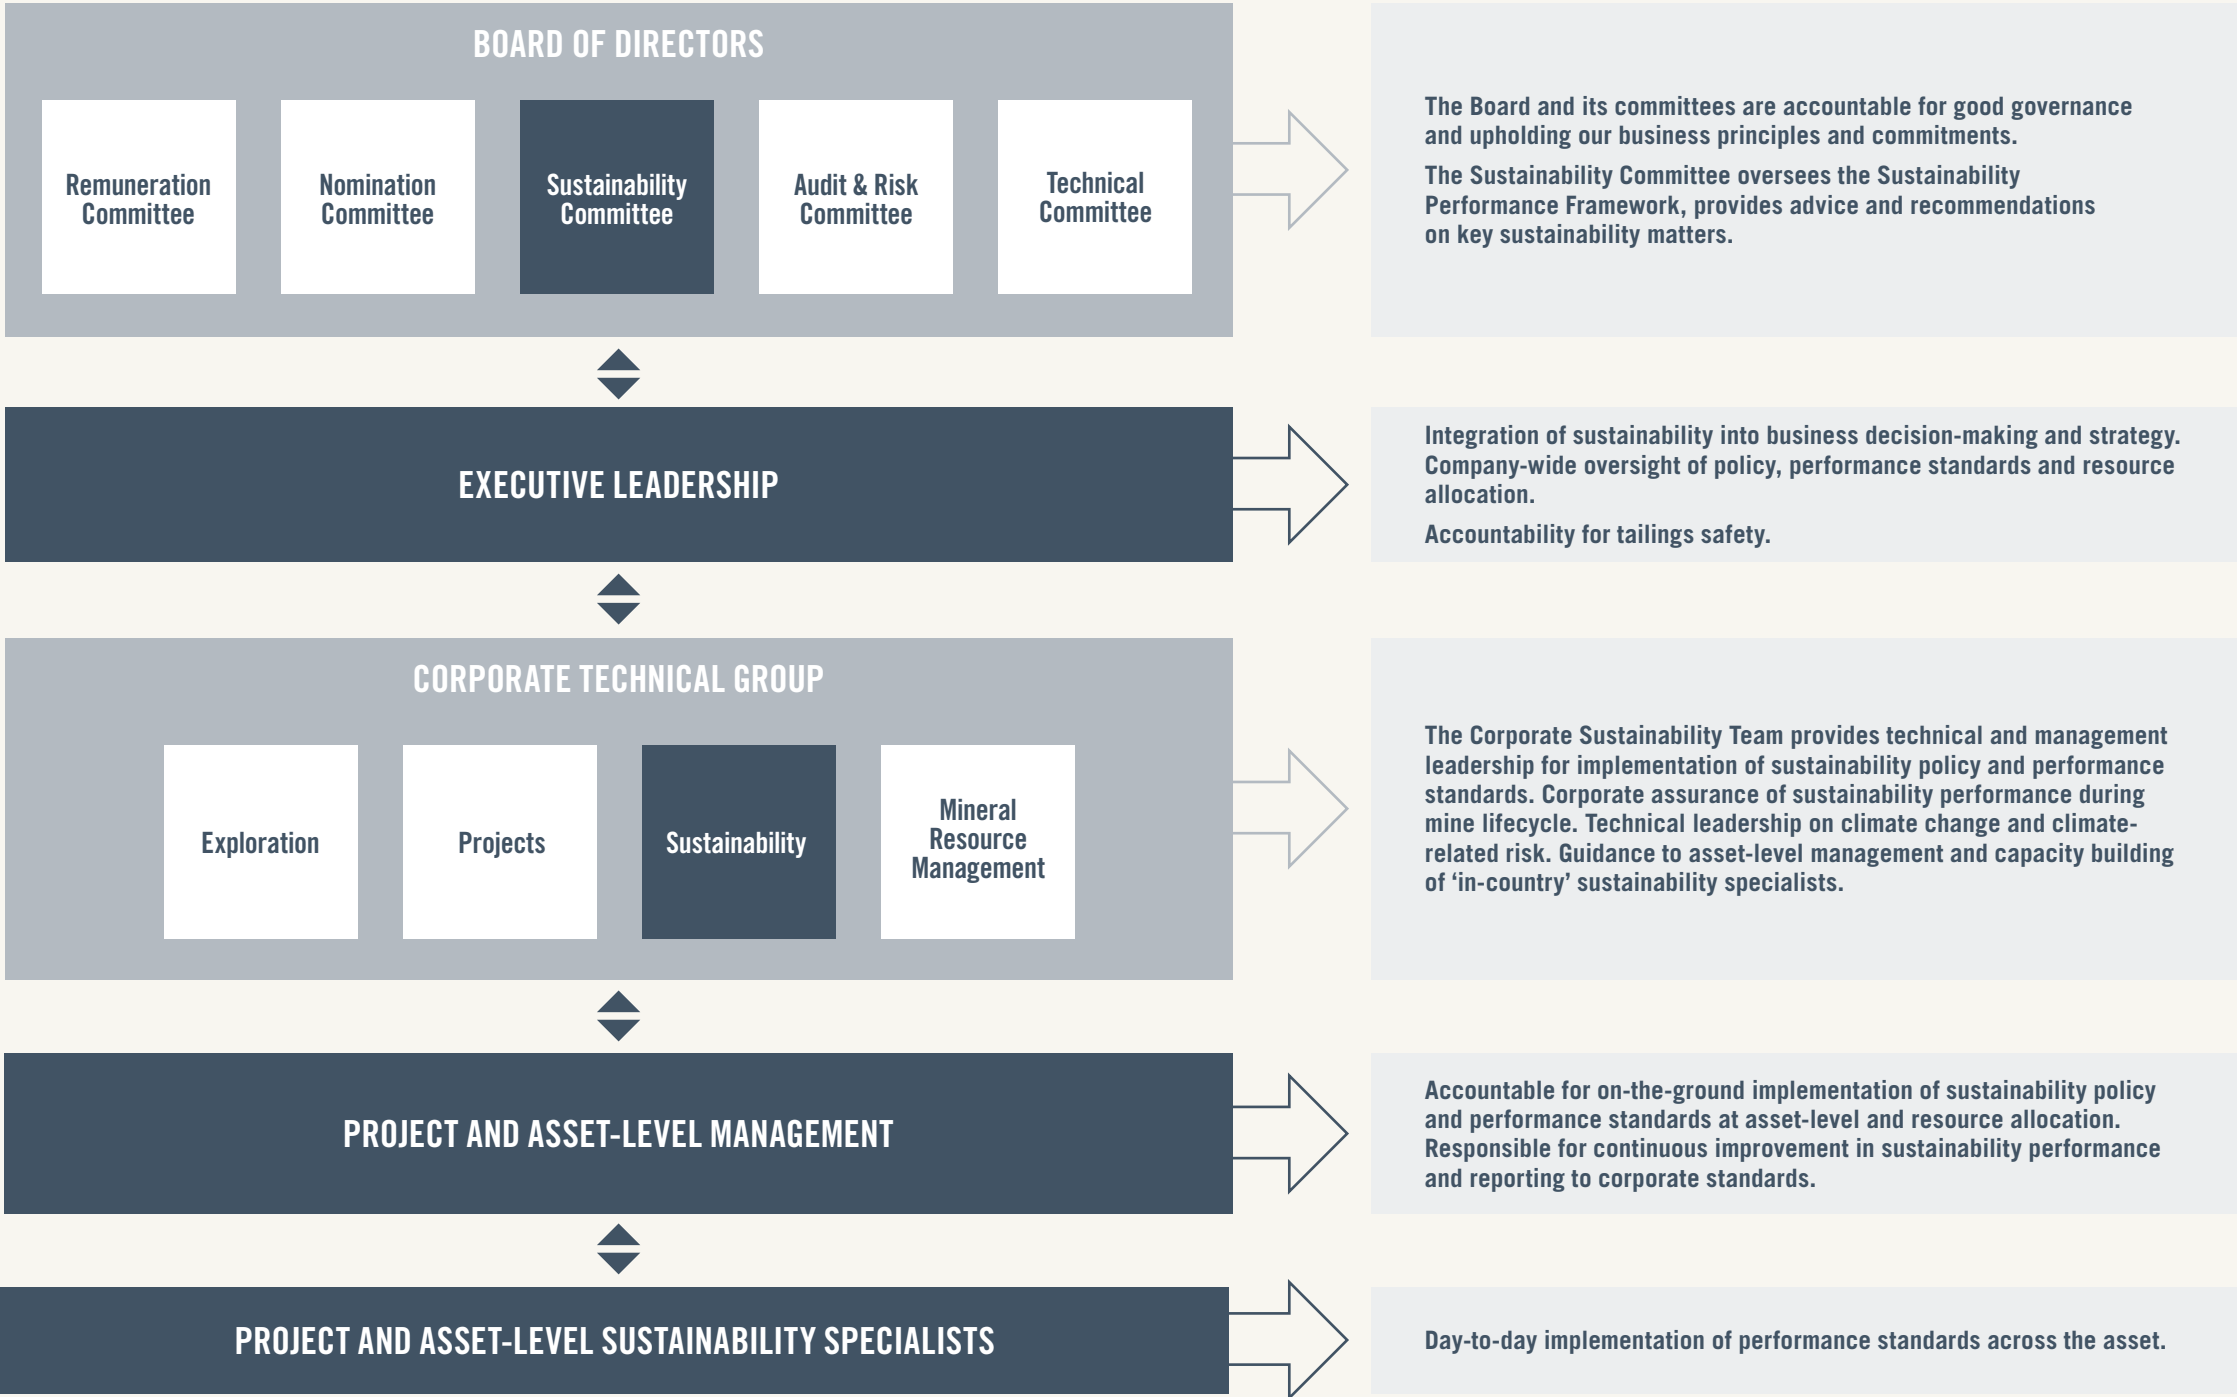 BOARD OF DIRECTORS
Remuneration
Committee
Nomination
Committee
Sustainability
Committee
Audit & Risk
Committee
Technical
Committee
The Board and its committees are accountable for good governance
and upholding our business principles and commitments.
The Sustainability Committee oversees the Sustainability
Performance Framework, provides advice and recommendations
on key sustainability matters.
EXECUTIVE LEADERSHIP
Integration of sustainability into business decision-making and strategy.
Company-wide oversight of policy, performance standards and resource
allocation.
Accountability for tailings safety.
CORPORATE TECHNICAL GROUP
Exploration
Projects
Sustainability
Mineral
Resource
Management
The Corporate Sustainability Team provides technical and management
leadership for implementation of sustainability policy and performance
standards. Corporate assurance of sustainability performance during
mine lifecycle. Technical leadership on climate change and climate-
related risk. Guidance to asset-level management and capacity building
of ‘in-country’ sustainability specialists.
PROJECT AND ASSET-LEVEL MANAGEMENT
Accountable for on-the-ground implementation of sustainability policy
and performance standards at asset-level and resource allocation.
Responsible for continuous improvement in sustainability performance
and reporting to corporate standards.
PROJECT AND ASSET-LEVEL SUSTAINABILITY SPECIALISTS
Day-to-day implementation of performance standards across the asset.